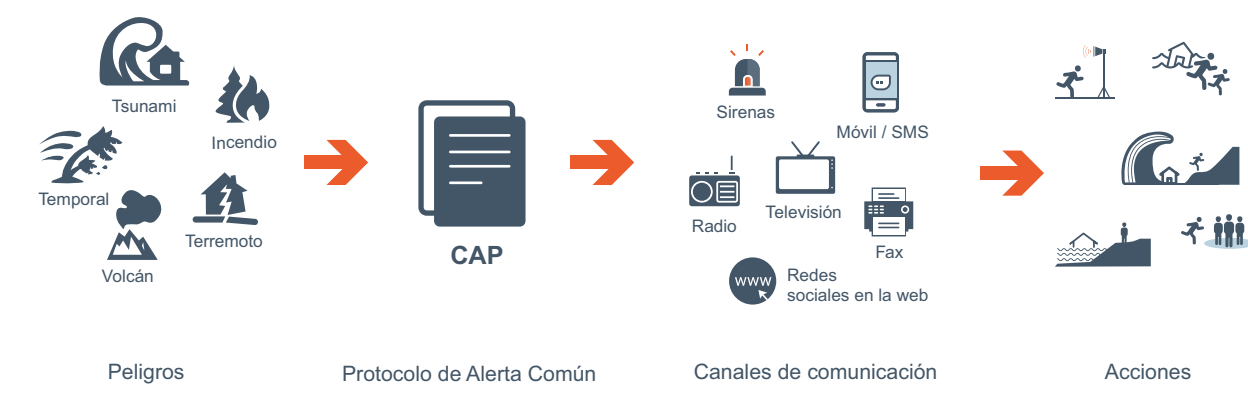 Tsunami
Incendio
Temporal
Terremoto
Volcán
Peligros
CAP
Protocolo de Alerta Común
Sirenas
Móvil / SMS
Radio
Televisión
Fax
www
Redes
sociales en la web
Canales de comunicación
Acciones